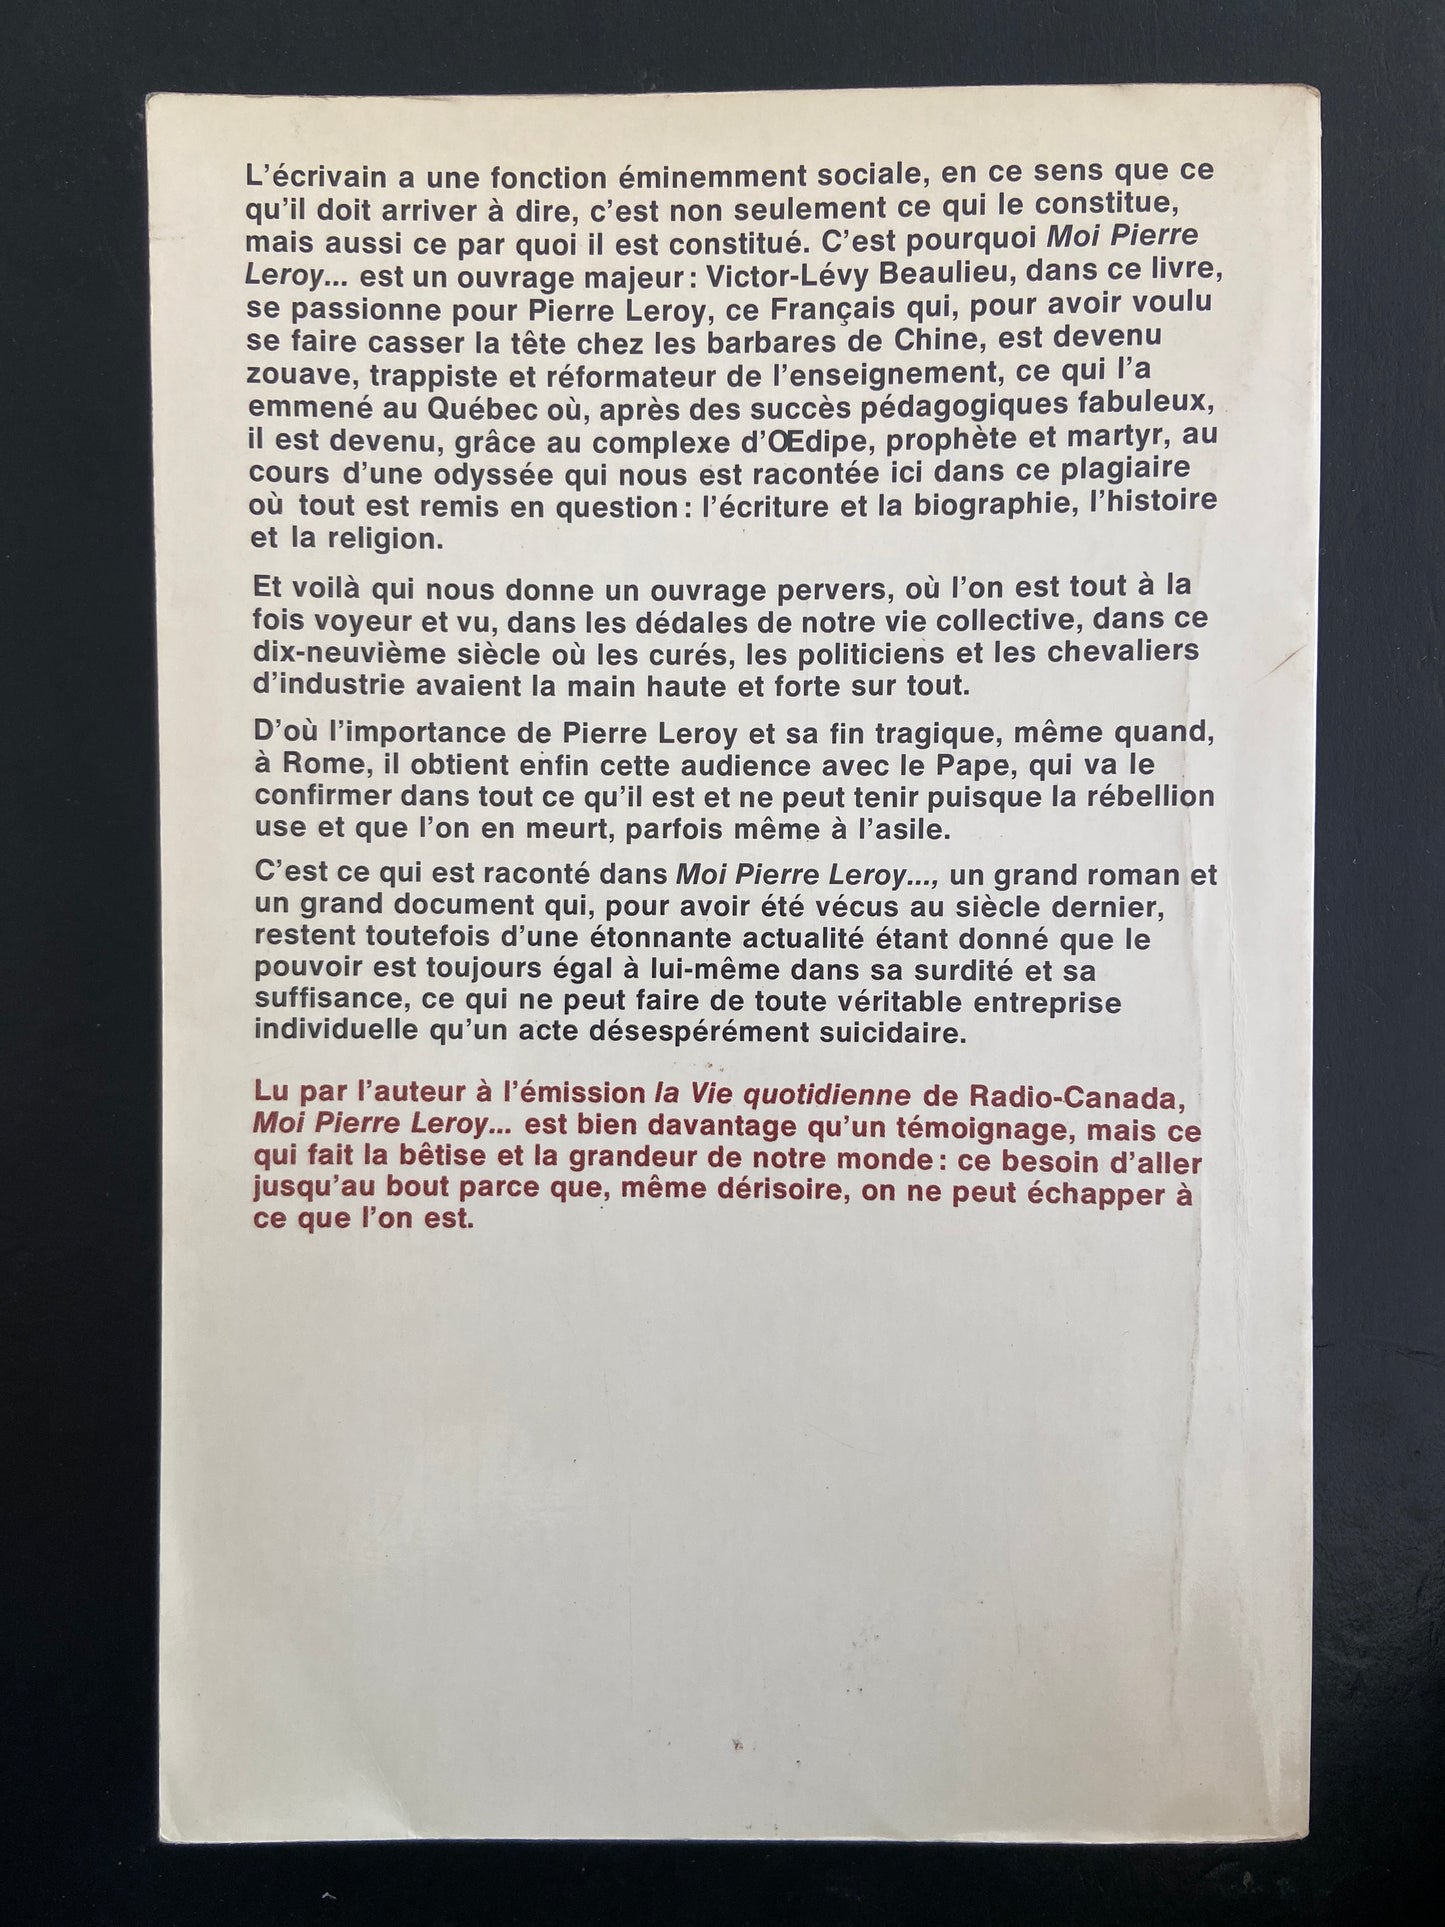 L'écrivain a une fonction éminemment sociale, en ce sens que ce
qu'il doit arriver à dire, c'est non seulement ce qui le constitue,
mais aussi ce par quoi il est constitué. C'est pourquoi Moi Pierre
Leroy... est un ouvrage majeur: Victor-Lévy Beaulieu, dans ce livre,
se passionne pour Pierre Leroy, ce Français qui, pour avoir voulu
se faire casser la tête chez les barbares de Chine, est devenu
zouave, trappiste et réformateur de l'enseignement, ce qui l'a
emmené au Québec où, après des succès pédagogiques fabuleux,
il est devenu, grâce au complexe d'Œdipe, prophète et martyr, au
cours d'une odyssée qui nous est racontée ici dans ce plagiaire
où tout est remis en question: l'écriture et la biographie, l'histoire
et la religion.
Et voilà qui nous donne un ouvrage pervers, où l'on est tout à la
fois voyeur et vu, dans les dédales de notre vie collective, dans ce
dix-neuvième siècle où les curés, les politiciens et les chevaliers
d'industrie avaient la main haute et forte sur tout.
D'où l'importance de Pierre Leroy et sa fin tragique, même quand,
à Rome, il obtient enfin cette audience avec le Pape, qui va le
confirmer dans tout ce qu'il est et ne peut tenir puisque la rébellion
use et que l'on en meurt, parfois même à l'asile.
C'est ce qui est raconté dans Moi Pierre Leroy..., un grand roman et
un grand document qui, pour avoir été vécus au siècle dernier,
restent toutefois d'une étonnante actualité étant donné que le
pouvoir est toujours égal à lui-même dans sa surdité et sa
suffisance, ce qui ne peut faire de toute véritable entreprise
individuelle qu'un acte désespérément suicidaire.
Lu par l'auteur à l'émission la Vie quotidienne de Radio-Canada,
Moi Pierre Leroy... est bien davantage qu'un témoignage, mais ce
qui fait la bêtise et la grandeur de notre monde: ce besoin d'aller
jusqu'au bout parce que, même dérisoire, on ne peut échapper à
ce que l'on est.